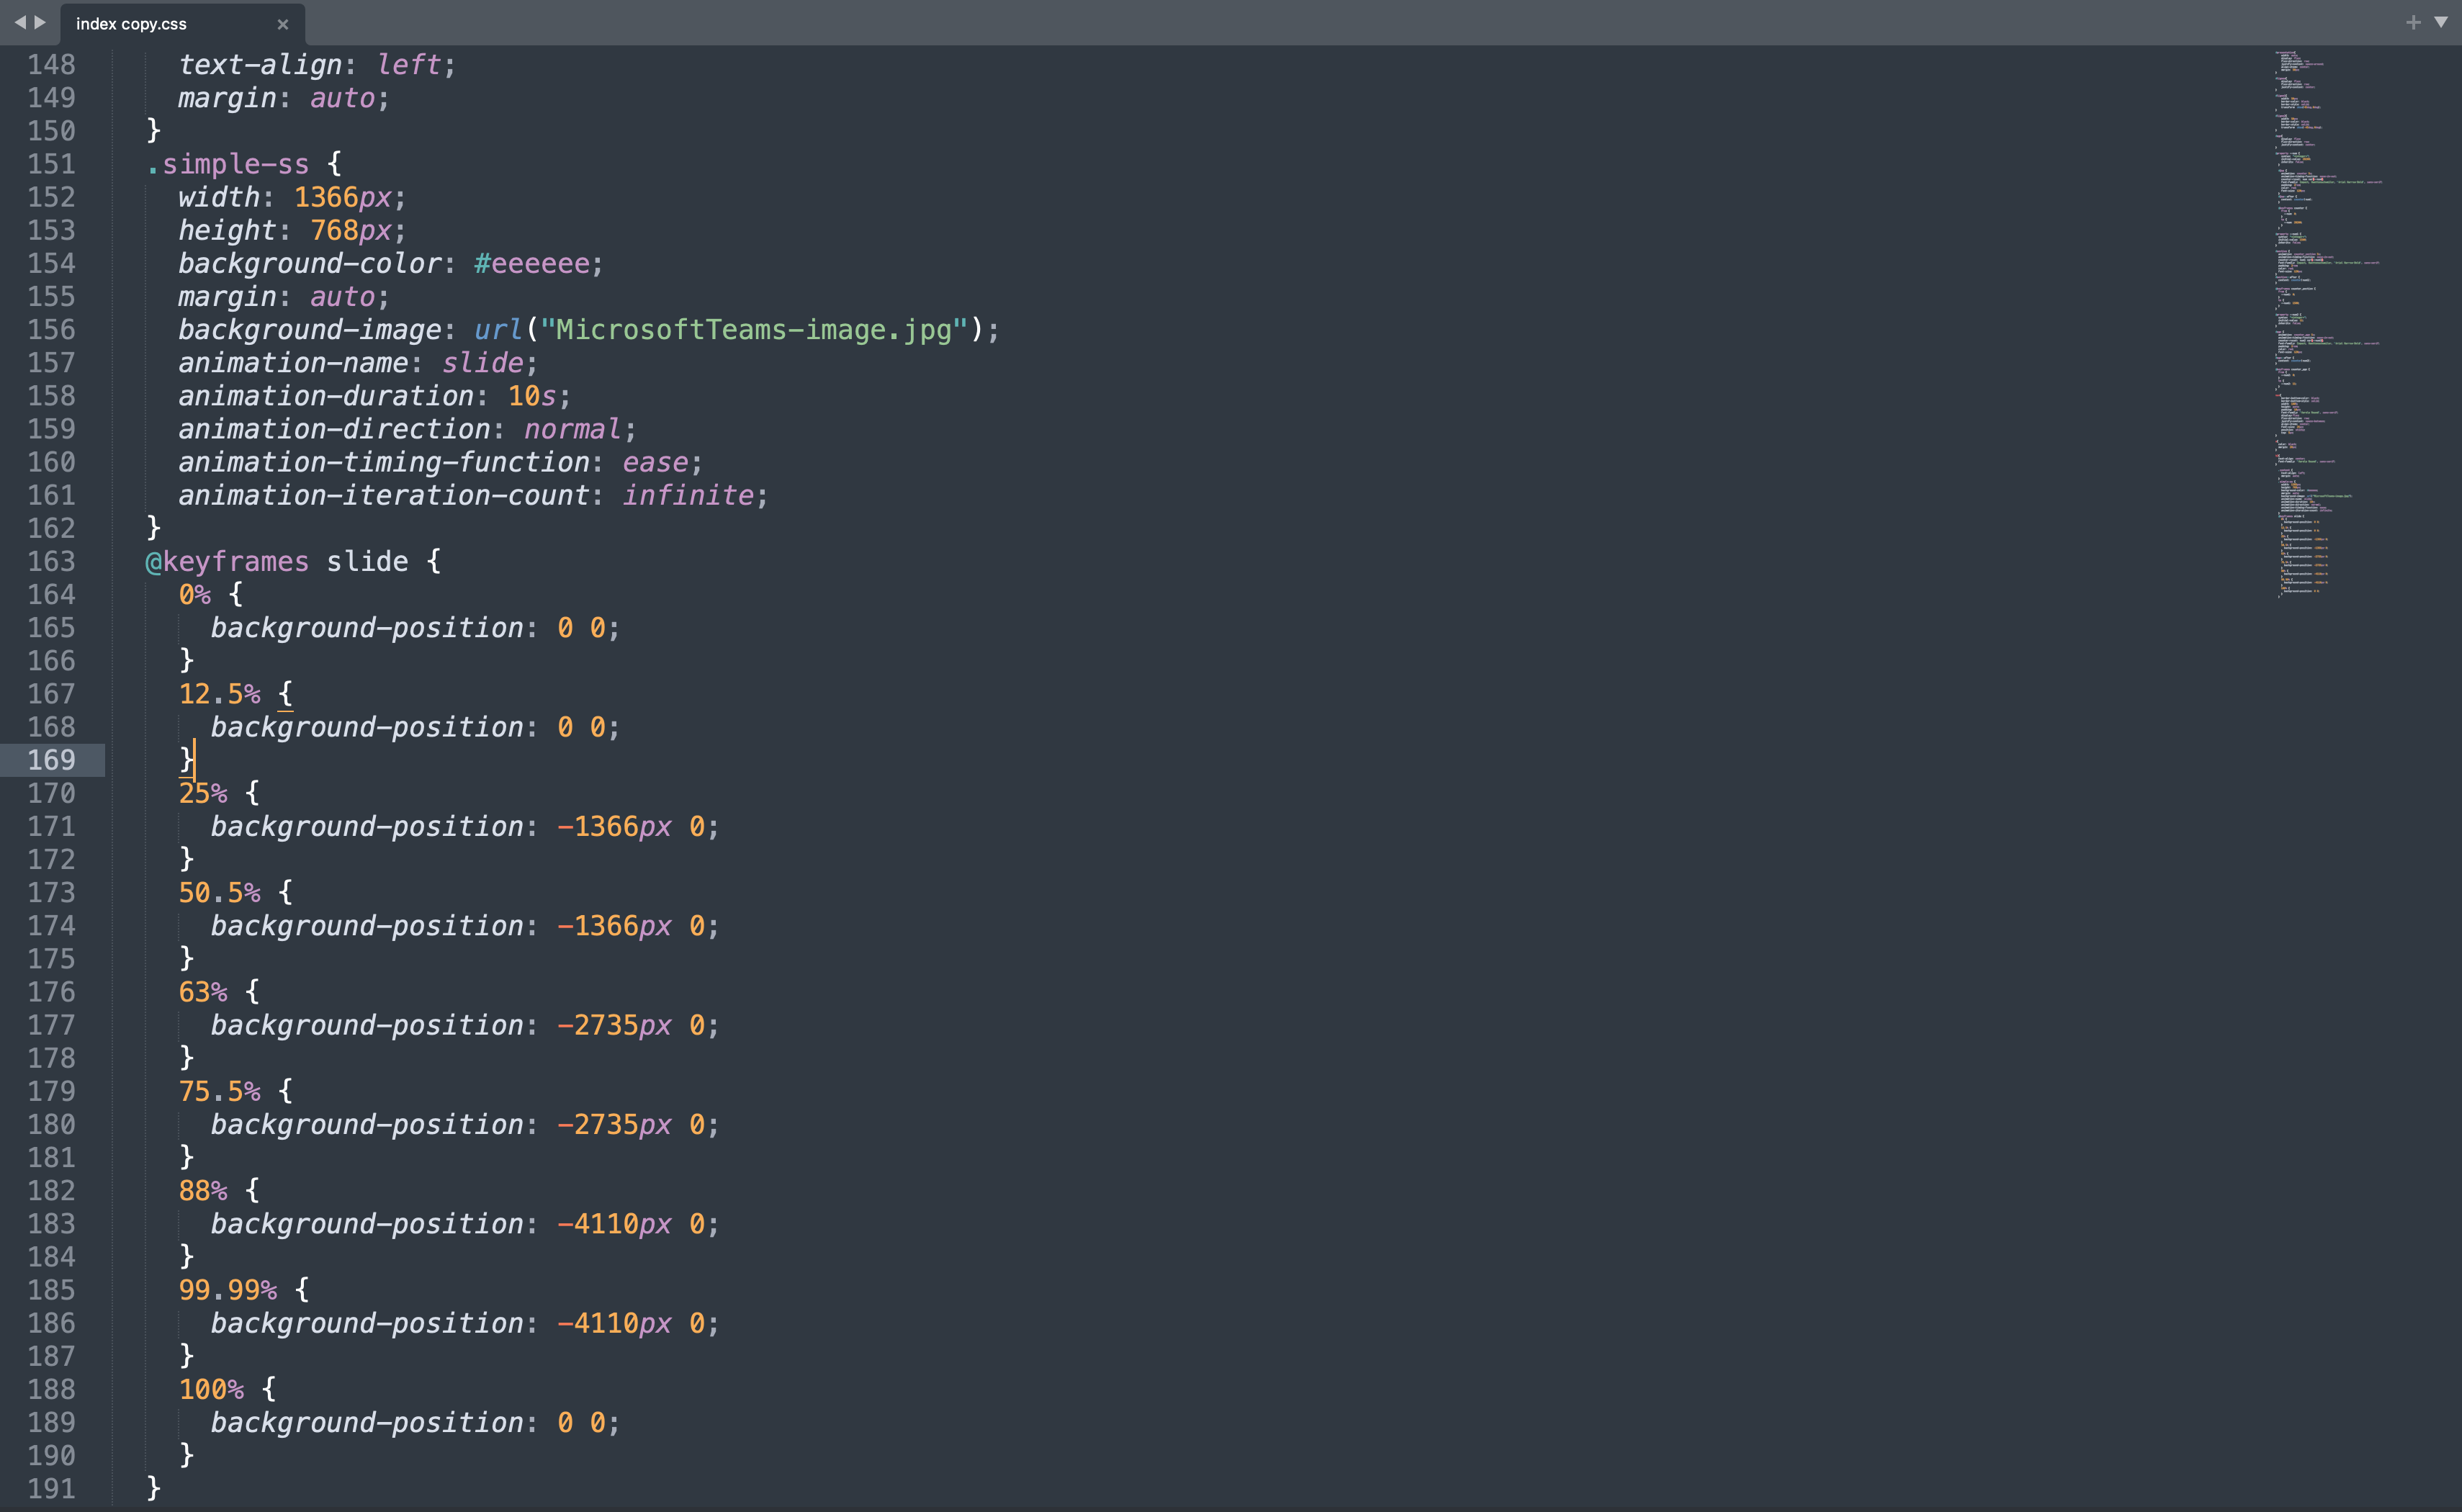 index copy.css
148 text-align: left;
149 margin: auto;
150 }
151 .simple-ss {
152 width: 1366px;
153 height: 768px;
154 background-color: #eeeeee;
155 margin: auto;
156 background-image: url("MicrosoftTeams-image.jpg");
157 animation-name: slide;
158 animation-duration: 10s;
159 animation-direction: normal;
160 animation-timing-function: ease;
161 animation-iteration-count: infinite;
162 }
163 @keyframes slide {
164 0% {
165 background-position: 0 0;
166 }
167 12.5% {
168 background-position: 0 0;
169 }
170 25% {
171 background-position: -1366px 0;
172 }
173 50.5% {
174 background-position: -1366px 0;
175 }
176 63% {
177 background-position: -2735px 0;
178 }
179 75.5% {
180 background-position: -2735px 0;
181 }
182 88% {
183 background-position: -4110px 0;
184 }
185 99.99% {
186 background-position: -4110px 0;
187 }
188 100% {
189 background-position: 0 0;
190 }
191 }